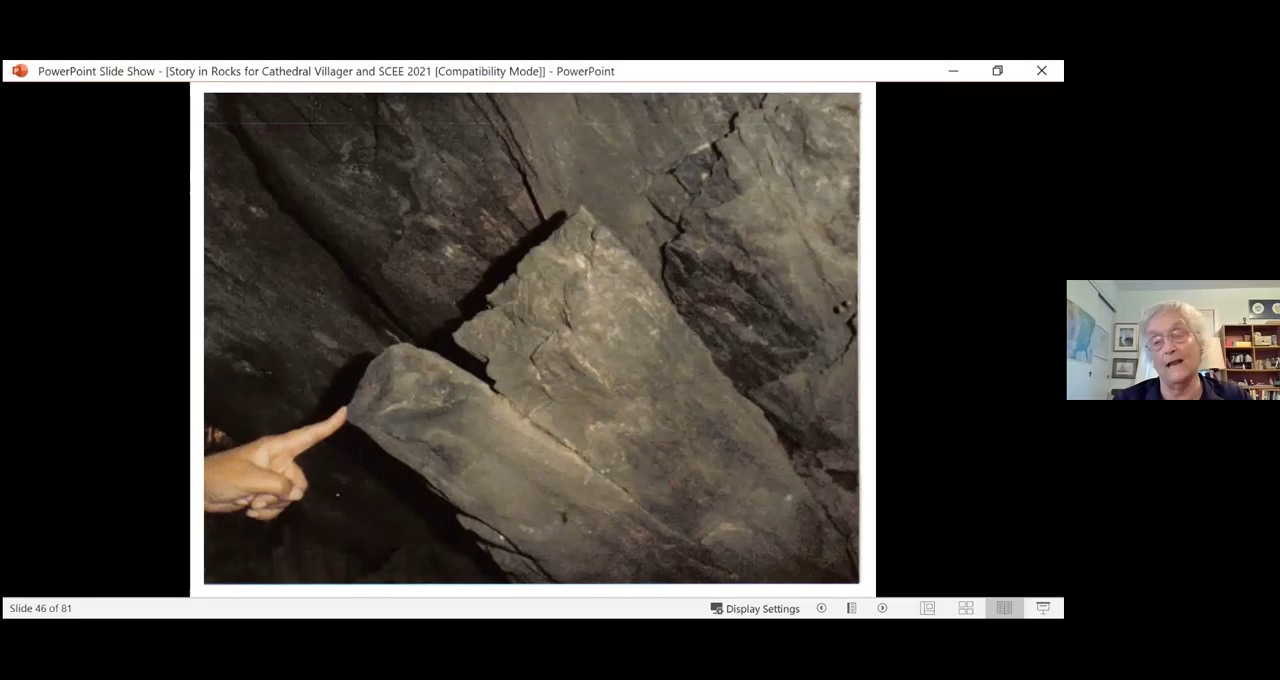 PowerPoint Slide Show - [Story in Rocks for Cathedral Villager and SCEE 2021 [Compatibility Mode]] - PowerPoint
Slide 46 of 81
Display Settings